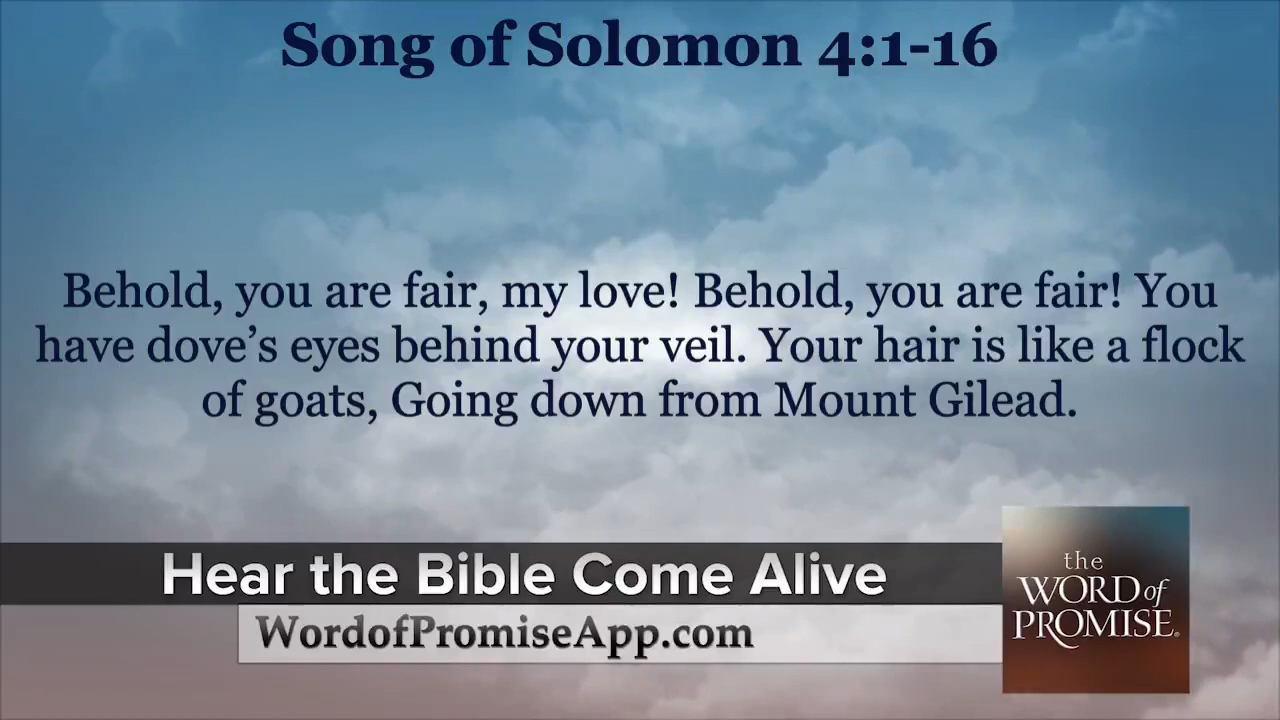 Song of Solomon 4:1-16
Behold, you are fair, my love! Behold, you are fair! You
have dove’s eyes behind your veil. Your hair is like a flock
of goats, Going down from Mount Gilead.
Hear the Bible Come Alive
WordofPromiseApp.com
the
WORD of
PROMISE®